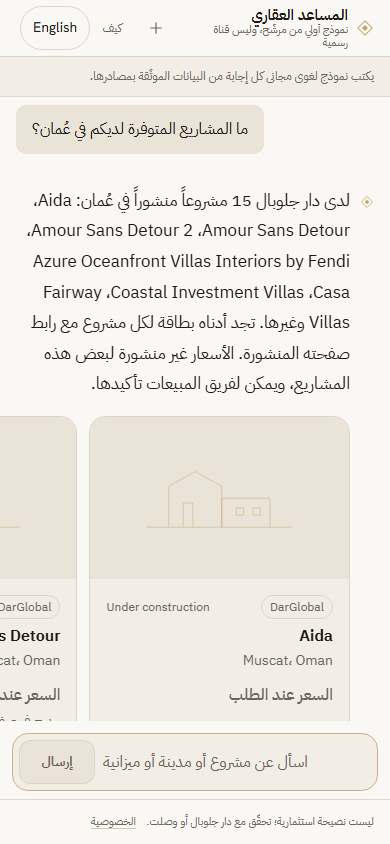 المساعد العقاري
نموذج أولي من مرشّح، وليس قناة
رسمية
+
كيف
English
يكتب نموذج لغوي مجاني كل إجابة من البيانات الموثّقة بمصادرها.
ما المشاريع المتوفرة لديكم في عُمان؟
لدى دار جلوبال 15 مشروعاً منشوراً في عُمان: Aida،
Amour Sans Detour، Amour Sans Detour 2،
Azure Oceanfront Villas Interiors by Fendi
Casa، Coastal Investment Villas، Fairway
Villas وغيرها. تجد أدناه بطاقة لكل مشروع مع رابط
صفحته المنشورة. الأسعار غير منشورة لبعض هذه
المشاريع، ويمكن لفريق المبيعات تأكيدها.
DarGlobal
Under construction
Aida
Muscat، Oman
السعر عند الطلب
DarGlobal
s Detour
cat، Oman
السعر عند
اسأل عن مشروع أو مدينة أو ميزانية
إرسال
ليست نصيحة استثمارية؛ تحقّق مع دار جلوبال أو وصلت.
الخصوصية